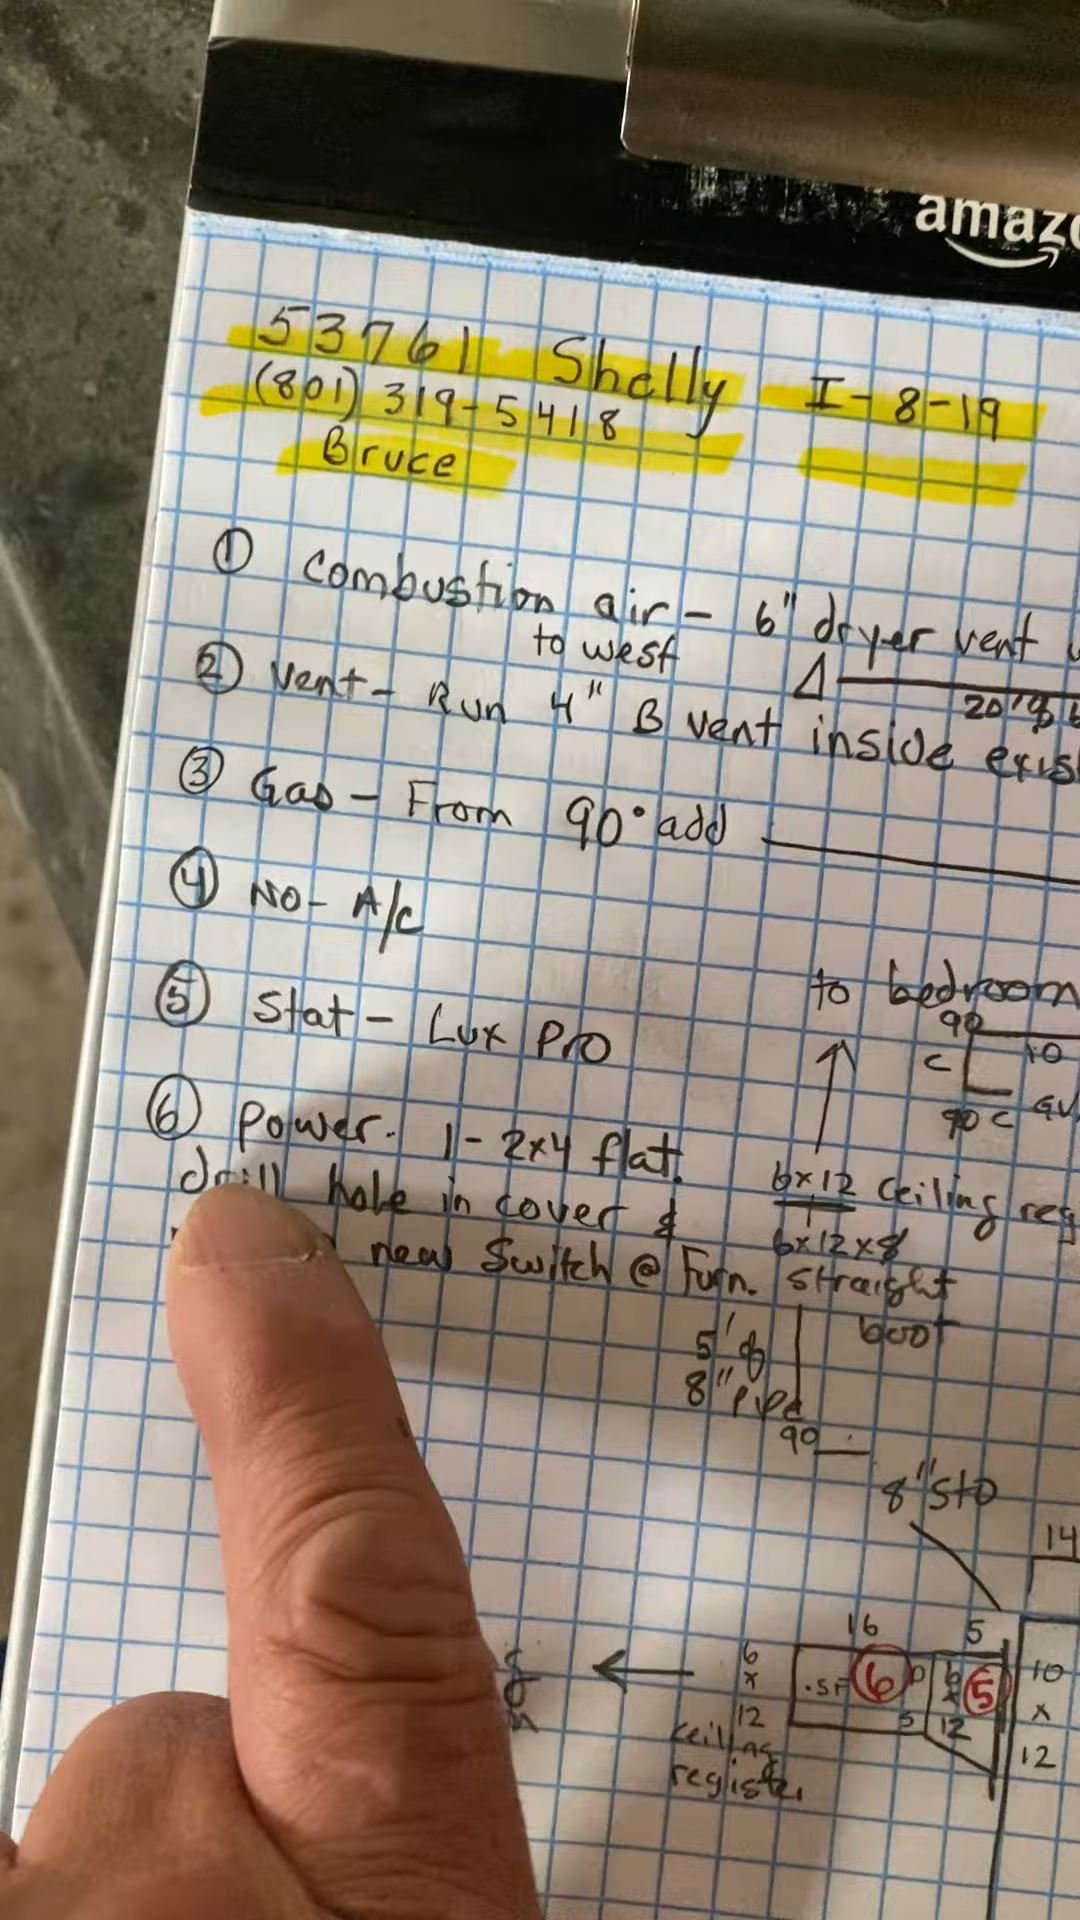 amaz
53761 Shelly I-8-19
(801) 319-5418
Bruce
① Combustion air - 6" dryer vent
to west
20'
② Vent - Run 4" B vent inside
③ Gas - From 90° add
④ NO - A/C
⑤ Stat - Lux Pro
to bedroom
90
C 10
90 C
⑥ Power. 1-2x4 flat.
drill hole in cover &
new Switch @ Furn.
6x12 Ceiling reg
6x12x8
straight
boot
5' of
8" Pipe
90
8" STO
14
16 5
6
x
12
ceiling
register
6 5
12
10
x
12